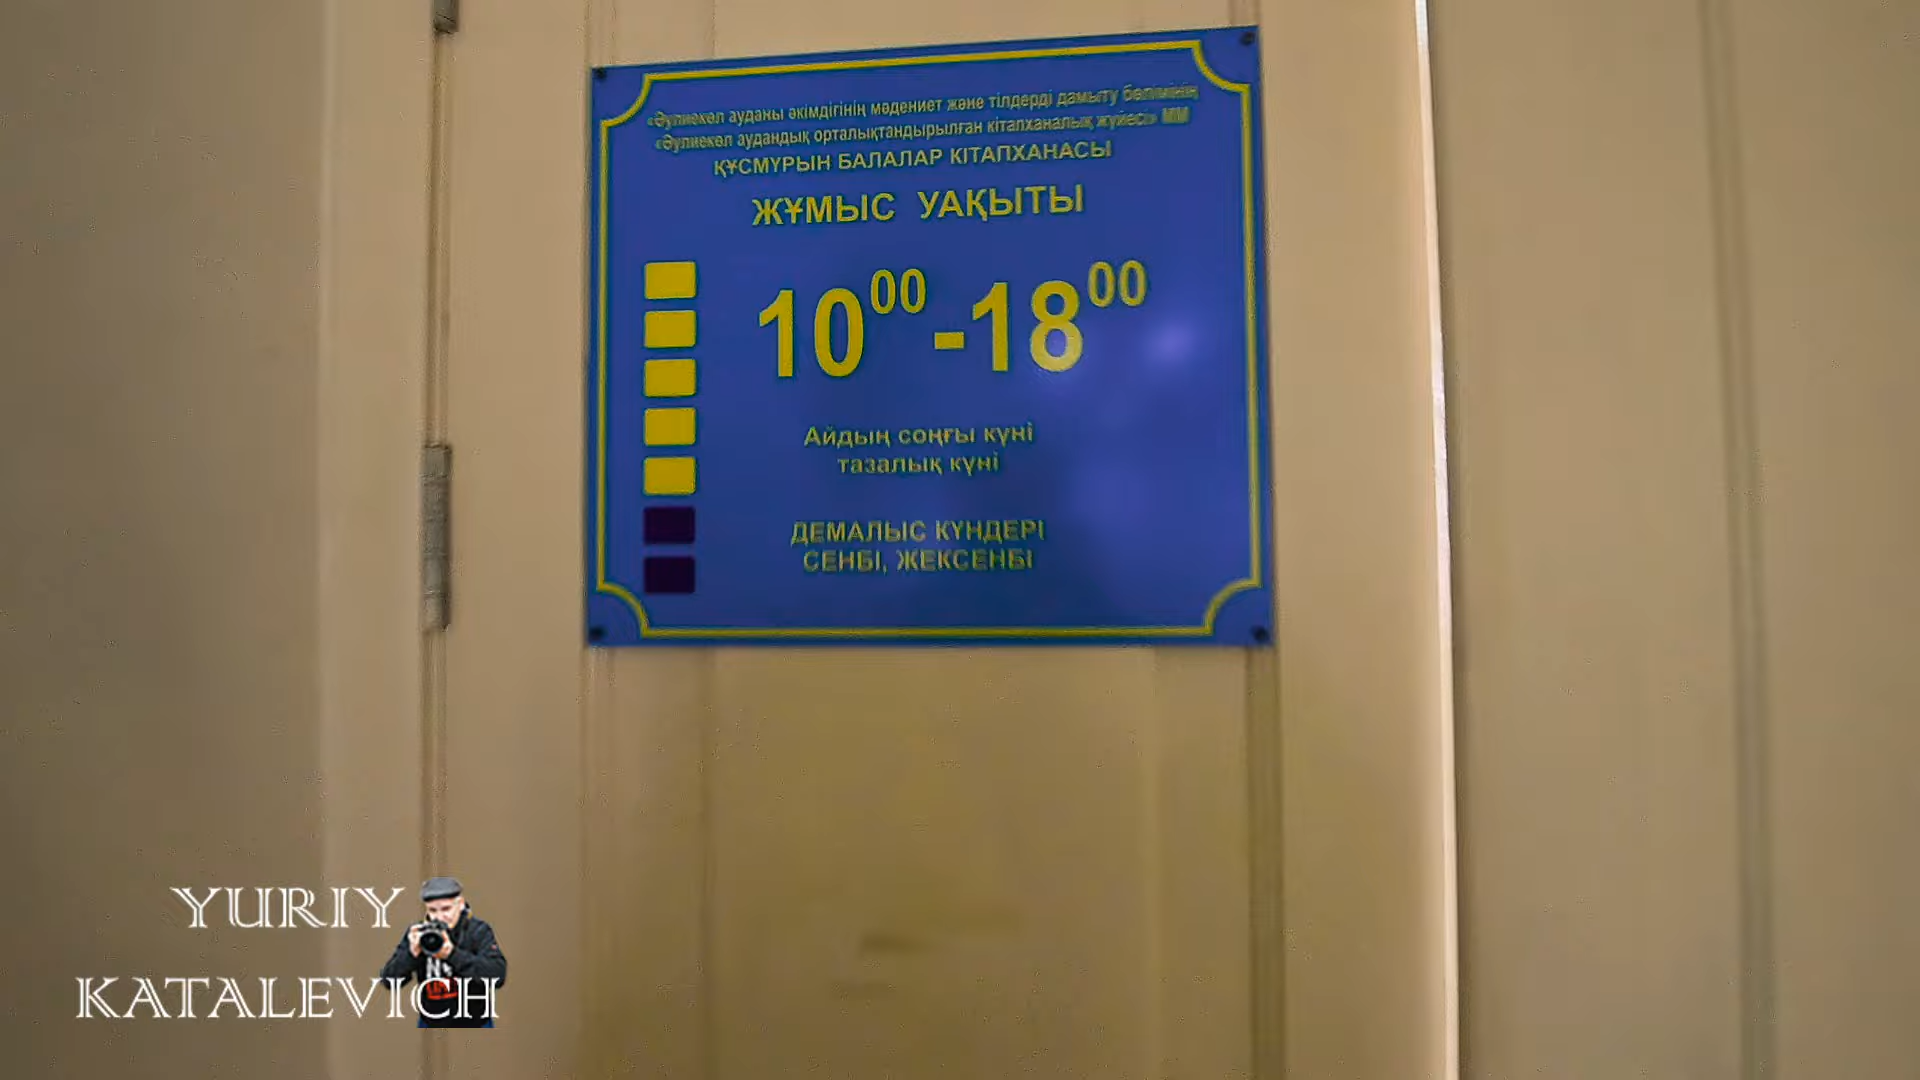 «Әулиекөл ауданы әкімдігінің мәдениет және тілдерді дамыту бөлімінің
«Әулиекөл аудандық орталықтандырылған кітапханалық жүйесі» ММ
ҚҰСМҰРЫН БАЛАЛАР КІТАПХАНАСЫ
ЖҰМЫС УАҚЫТЫ
10⁰⁰-18⁰⁰
Айдың соңғы күні
тазалық күні
ДЕМАЛЫС КҮНДЕРІ
СЕНБІ, ЖЕКСЕНБІ
YURIY
KATALEVICH